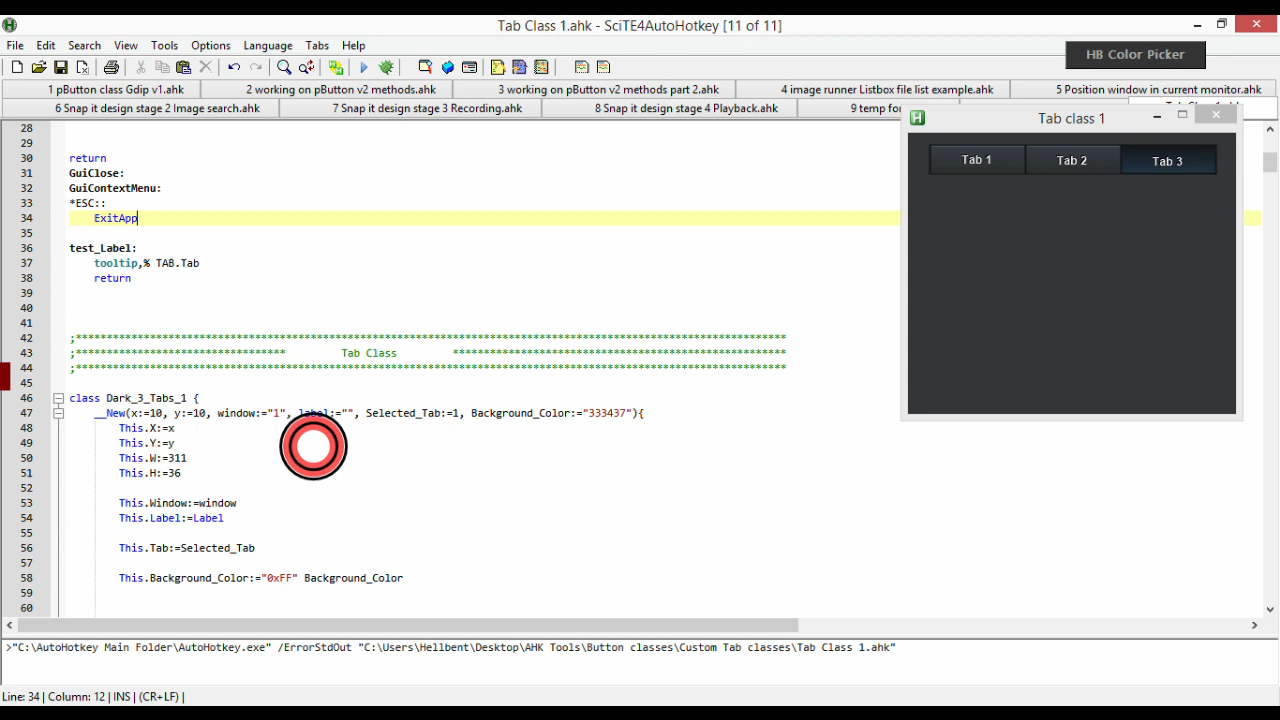 Tab Class 1.ahk - SciTE4AutoHotkey [11 of 11]
File Edit Search View Tools Options Language Tabs Help
HB Color Picker
1 pButton class Gdip v1.ahk 2 working on pButton v2 methods.ahk 3 working on pButton v2 methods part 2.ahk 4 image runner Listbox file list example.ahk 5 Position window in current monitor.ahk
6 Snap it design stage 2 Image search.ahk 7 Snap it design stage 3 Recording.ahk 8 Snap it design stage 4 Playback.ahk 9 temp for
Tab class 1
Tab 1 Tab 2 Tab 3
28
29
30 return
31 GuiClose:
32 GuiContextMenu:
33 *ESC::
34 ExitApp
35
36 test_Label:
37 tooltip,% TAB.Tab
38 return
39
40
41
42 ;*******************************************************************************************************************
43 ;********************************** Tab Class ******************************************************
44 ;*******************************************************************************************************************
45
46 class Dark_3_Tabs_1 {
47 __New(x:=10, y:=10, window:="1", label:="", Selected_Tab:=1, Background_Color:="333437"){
48 This.X:=x
49 This.Y:=y
50 This.W:=311
51 This.H:=36
52
53 This.Window:=window
54 This.Label:=Label
55
56 This.Tab:=Selected_Tab
57
58 This.Background_Color:="0xFF" Background_Color
59
60
>"C:\AutoHotkey Main Folder\AutoHotkey.exe" /ErrorStdOut "C:\Users\Hellbent\Desktop\AHK Tools\Button classes\Custom Tab classes\Tab Class 1.ahk"
Line: 34 | Column: 12 | INS | (CR+LF) |